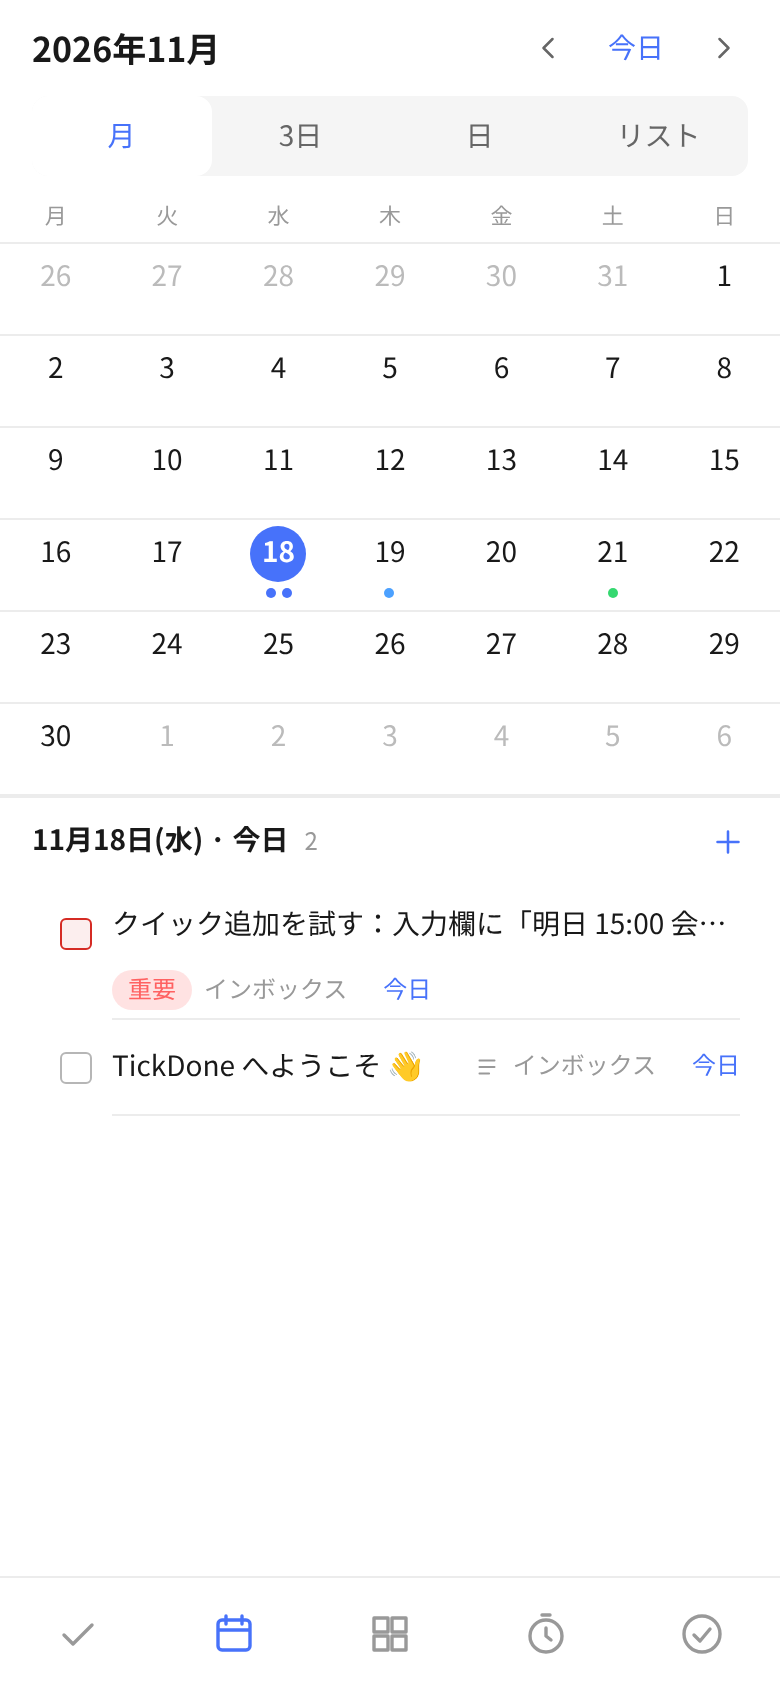 2026年11月 今日
月 3日 日 リスト
月 火 水 木 金 土 日
26 27 28 29 30 31 1
2 3 4 5 6 7 8
9 10 11 12 13 14 15
16 17 18 19 20 21 22
23 24 25 26 27 28 29
30 1 2 3 4 5 6
11月18日(水)・今日 2
クイック追加を試す：入力欄に「明日 15:00 会…
重要 インボックス 今日
TickDone へようこそ 👋 インボックス 今日